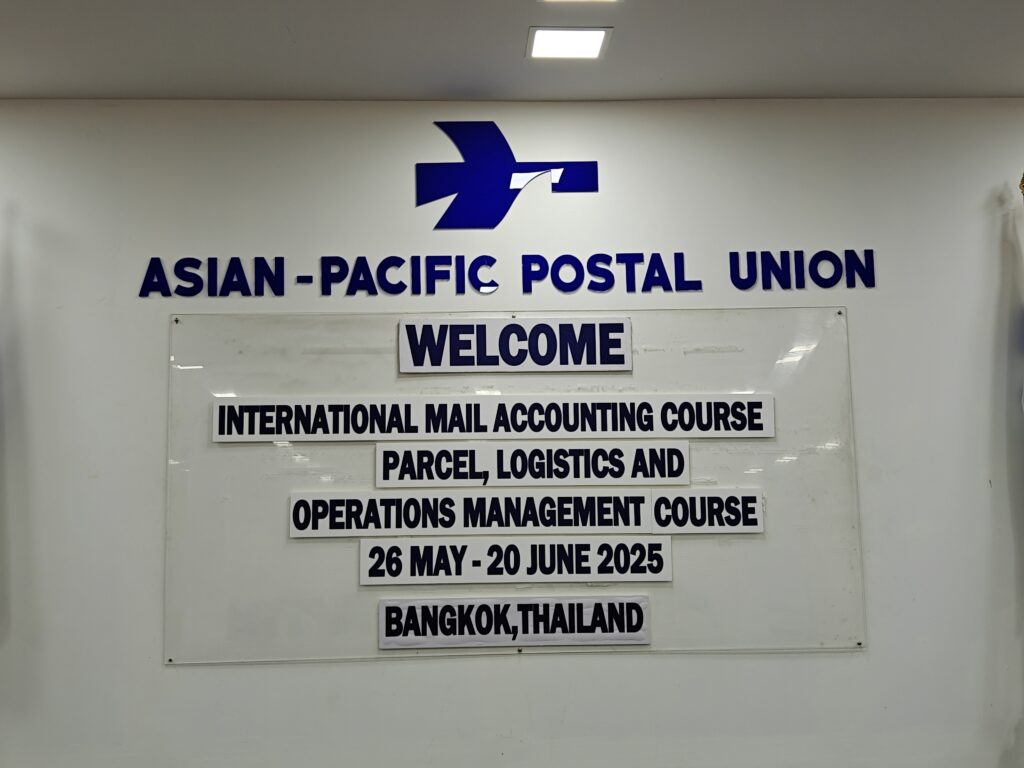 ASIAN-PACIFIC POSTAL UNION
WELCOME
INTERNATIONAL MAIL ACCOUNTING COURSE
PARCEL, LOGISTICS AND
OPERATIONS MANAGEMENT COURSE
26 MAY - 20 JUNE 2025
BANGKOK,THAILAND